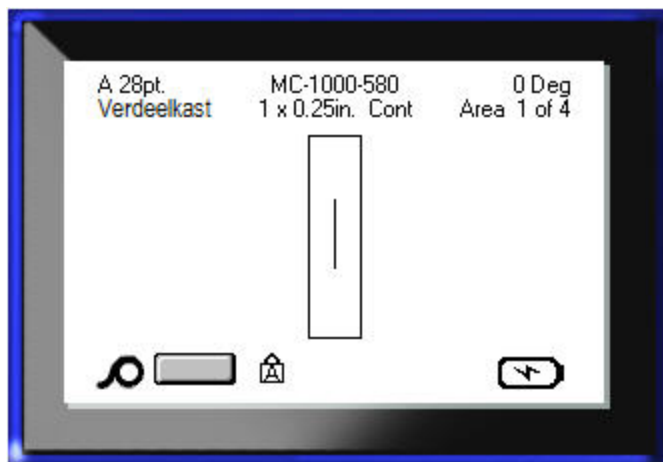 A 28pt. MC-1000-580 0 Deg
Verdeelkast 1 x 0.25in. Cont Area 1 of 4
A